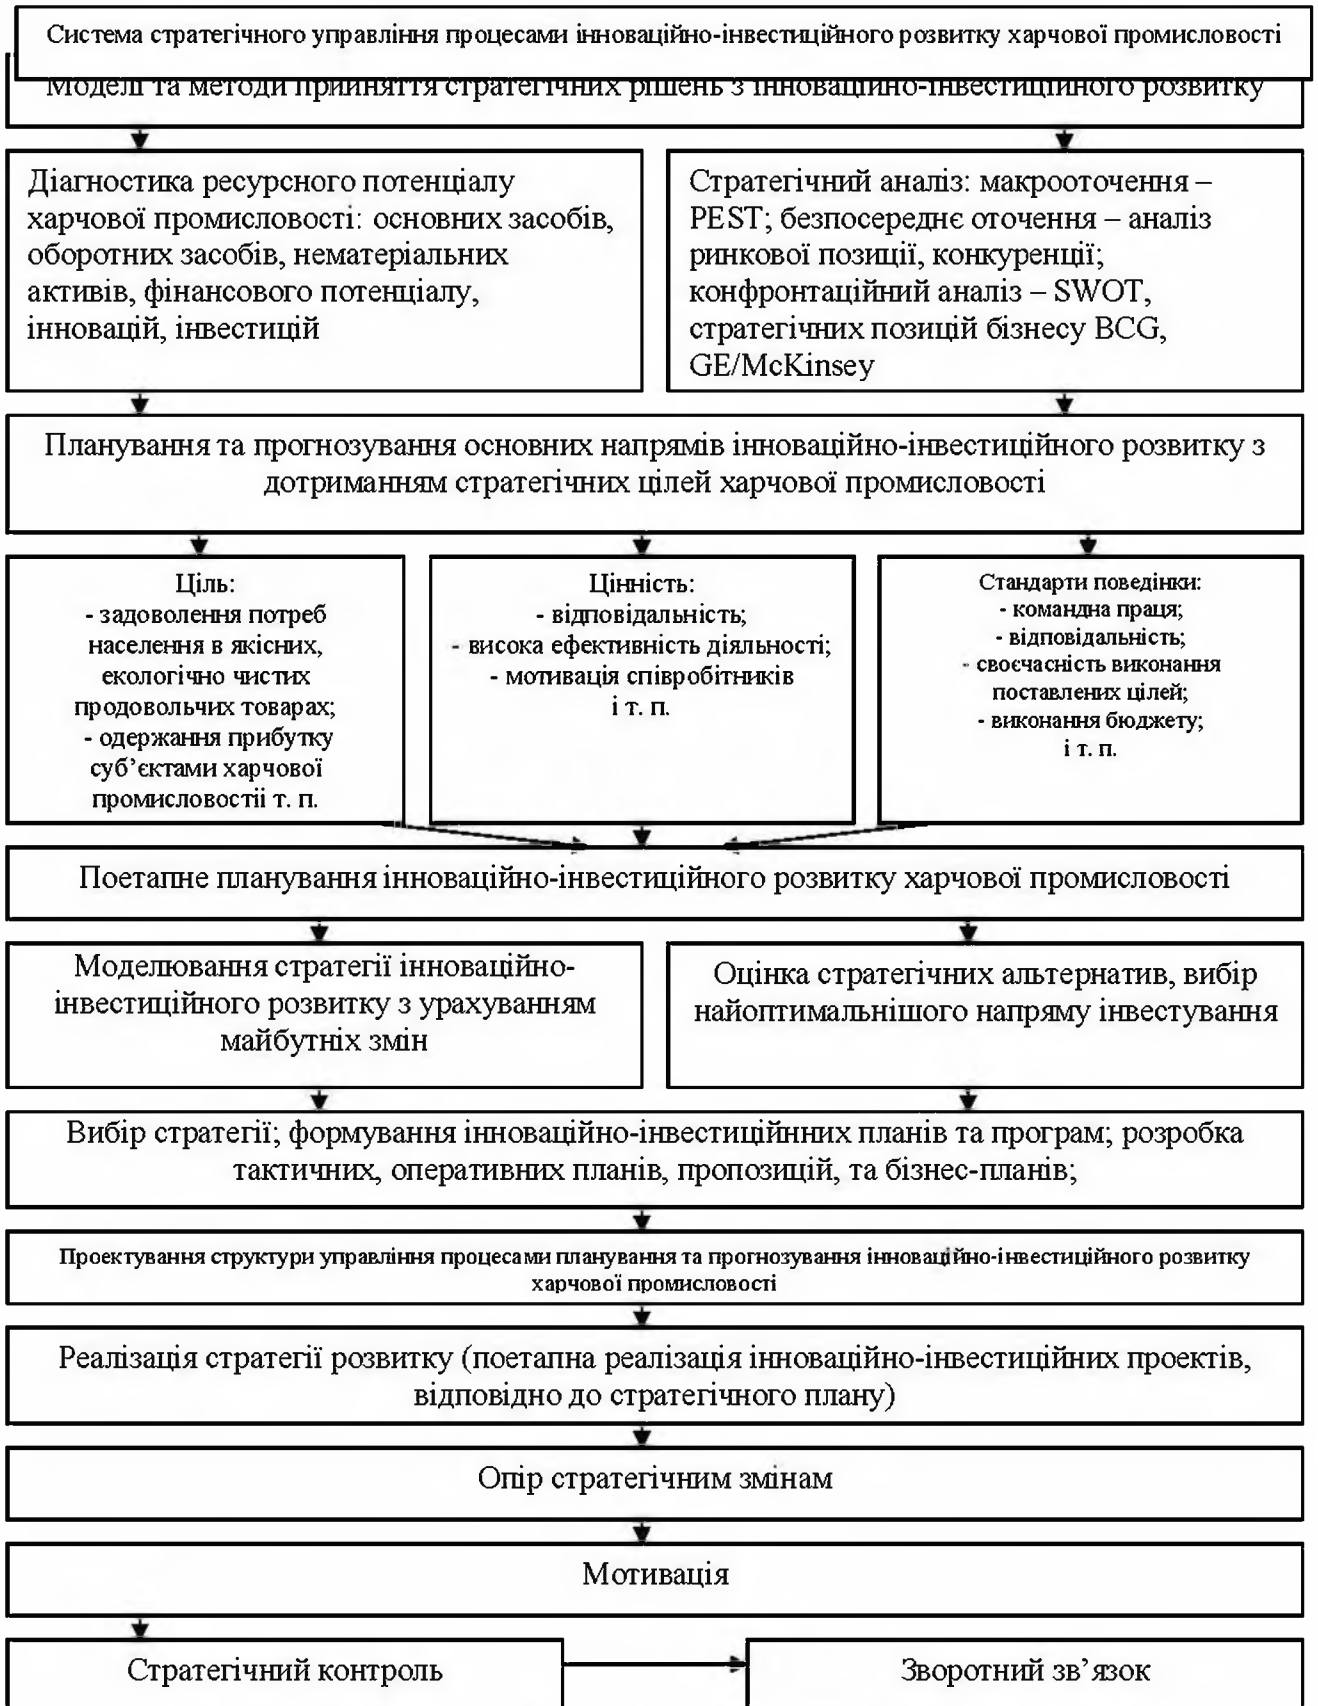 Система стратегічного управління процесами інноваційно-інвестиційного розвитку харчової промисловості
Моделі та методи прийняття стратегічних рішень з інноваційно-інвестиційного розвитку
Діагностика ресурсного потенціалу
харчової промисловості: основних засобів,
оборотних засобів, нематеріальних
активів, фінансового потенціалу,
інновацій, інвестицій
Стратегічний аналіз: макрооточення –
PEST; безпосереднє оточення – аналіз
ринкової позиції, конкуренції;
конфронтаційний аналіз – SWOT,
стратегічних позицій бізнесу BCG,
GE/McKinsey
Планування та прогнозування основних напрямів інноваційно-інвестиційного розвитку з
дотриманням стратегічних цілей харчової промисловості
Ціль:
- задоволення потреб
населення в якісних,
екологічно чистих
продовольчих товарах;
- одержання прибутку
суб’єктами харчової
промисловостіі т. п.
Цінність:
- відповідальність;
- висока ефективність діяльності;
- мотивація співробітників
і т. п.
Стандарти поведінки:
- командна праця;
- відповідальність;
- своєчасність виконання
поставлених цілей;
- виконання бюджету;
і т. п.
Поетапне планування інноваційно-інвестиційного розвитку харчової промисловості
Моделювання стратегії інноваційно-
інвестиційного розвитку з урахуванням
майбутніх змін
Оцінка стратегічних альтернатив, вибір
найоптимальнішого напряму інвестування
Вибір стратегії; формування інноваційно-інвестиційнних планів та програм; розробка
тактичних, оперативних планів, пропозицій, та бізнес-планів;
Проектування структури управління процесами планування та прогнозування інноваційно-інвестиційного розвитку
харчової промисловості
Реалізація стратегії розвитку (поетапна реалізація інноваційно-інвестиційних проектів,
відповідно до стратегічного плану)
Опір стратегічним змінам
Мотивація
Стратегічний контроль
Зворотний зв’язок